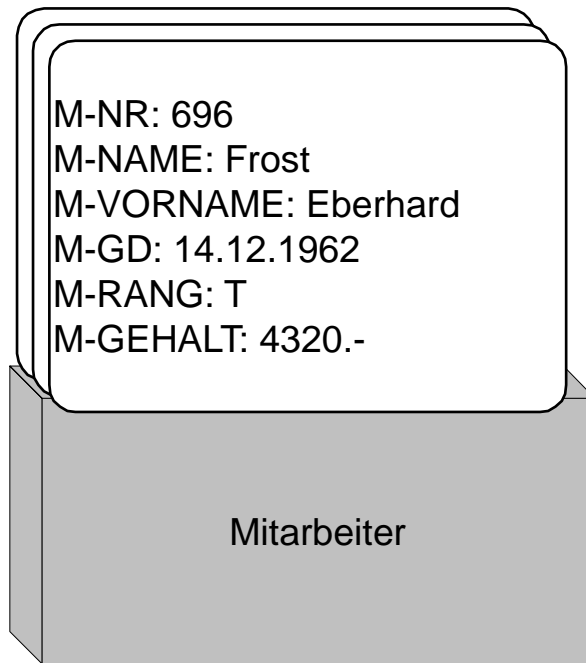 M-NR: 696
M-NAME: Frost
M-VORNAME: Eberhard
M-GD: 14.12.1962
M-RANG: T
M-GEHALT: 4320.-
Mitarbeiter